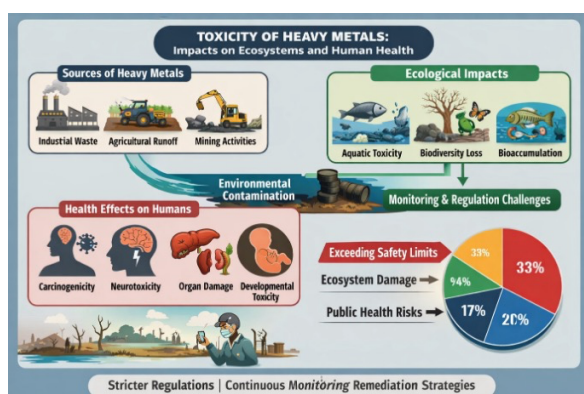 TOXICITY OF HEAVY METALS:
Impacts on Ecosystems and Human Health
Sources of Heavy Metals
Industrial Waste
Agricultural Runoff
Mining Activities
Ecological Impacts
Aquatic Toxicity
Biodiversity Loss
Bioaccumulation
Environmental
Contamination
Monitoring & Regulation Challenges
Health Effects on Humans
Carcinogenicity
Neurotoxicity
Organ Damage
Developmental
Toxicity
Exceeding Safety Limits
Ecosystem Damage
Public Health Risks
33%
33%
17%
Stricter Regulations | Continuous Monitoring Remediation Strategies